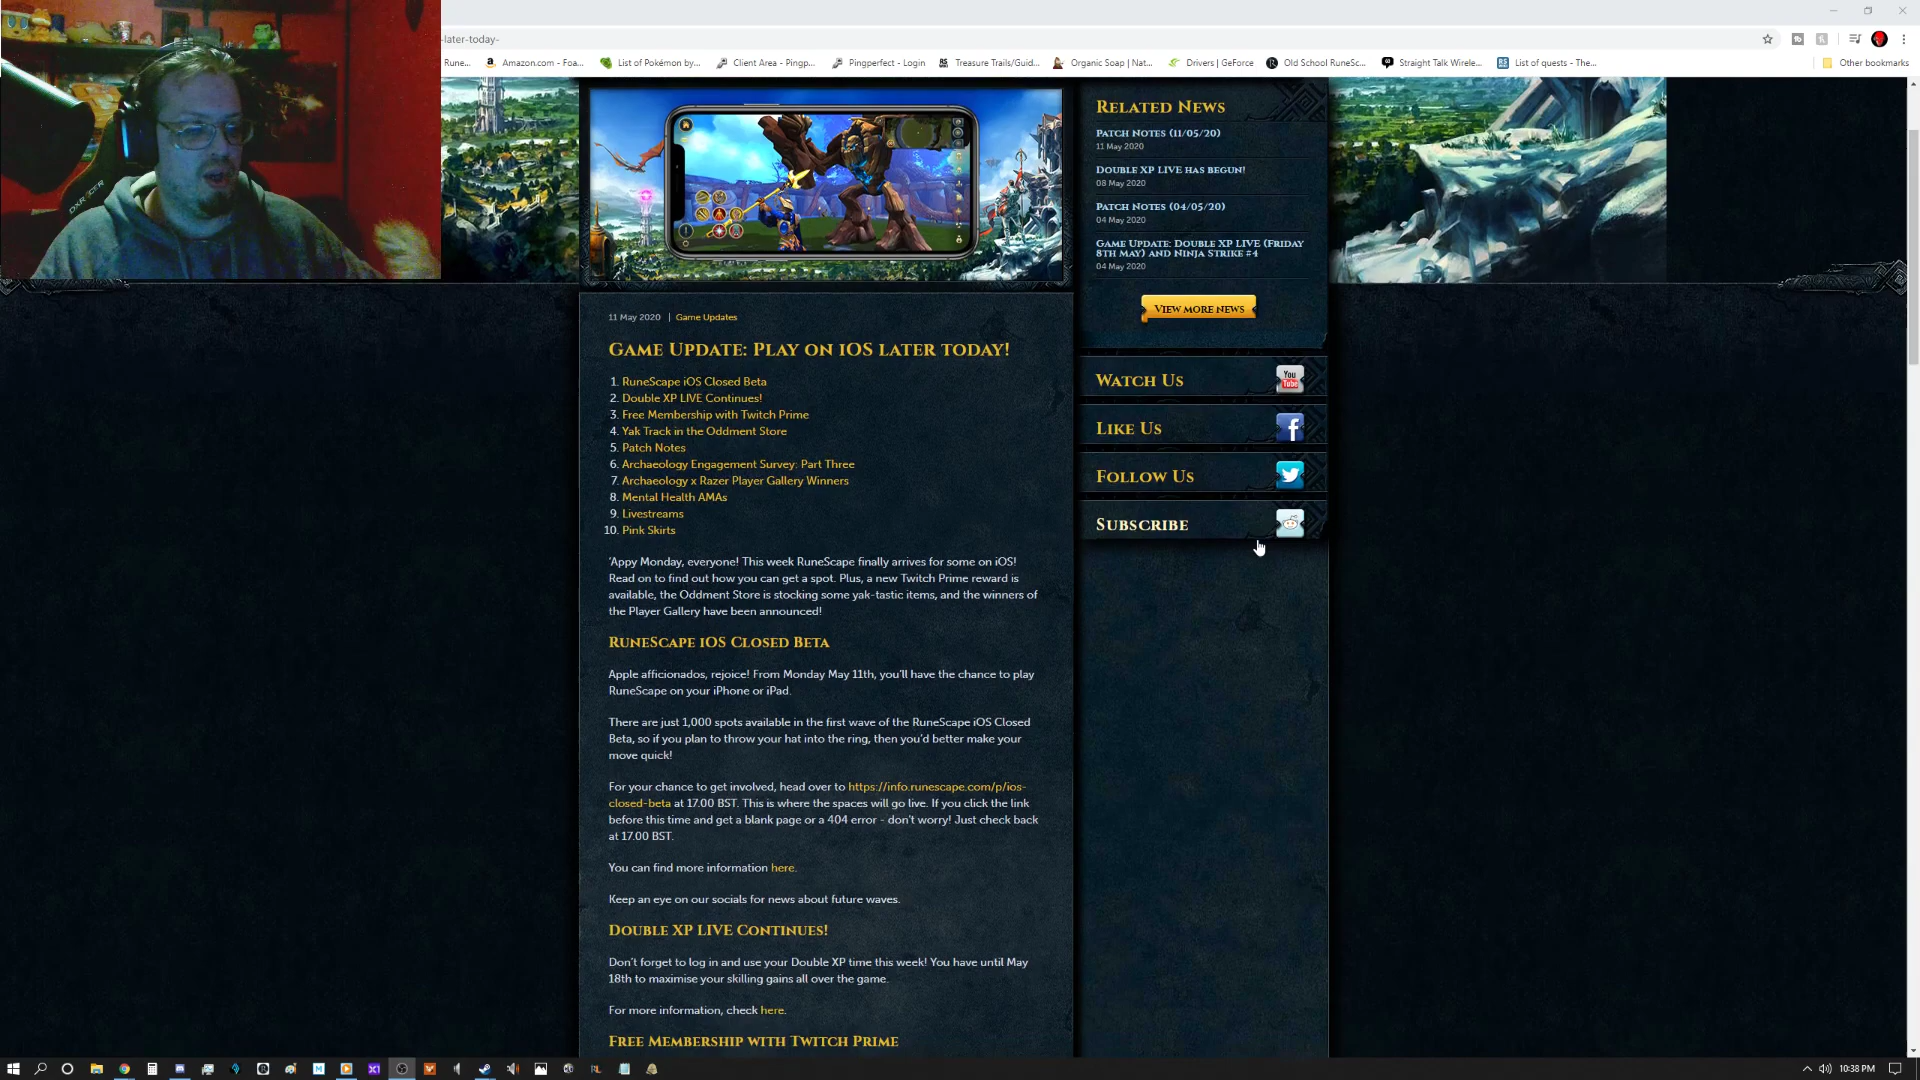 -later-today-
Rune... Amazon.com - Foa... List of Pokémon by... Client Area - Pingp... Pingperfect - Login Treasure Trails/Guid... Organic Soap | Nat... Drivers | GeForce Old School RuneSc... Straight Talk Wirele... List of quests - The... Other bookmarks
DXRACER
Related News
Patch Notes (11/05/20)
11 May 2020
Double XP LIVE has begun!
08 May 2020
Patch Notes (04/05/20)
04 May 2020
Game Update: Double XP LIVE (Friday
8th May) and Ninja Strike #4
04 May 2020
View more news
Watch Us
You
Tube
Like Us
Follow Us
Subscribe
11 May 2020 | Game Updates
Game Update: Play on iOS later today!
1. RuneScape iOS Closed Beta
2. Double XP LIVE Continues!
3. Free Membership with Twitch Prime
4. Yak Track in the Oddment Store
5. Patch Notes
6. Archaeology Engagement Survey: Part Three
7. Archaeology x Razer Player Gallery Winners
8. Mental Health AMAs
9. Livestreams
10. Pink Skirts
'Appy Monday, everyone! This week RuneScape finally arrives for some on iOS!
Read on to find out how you can get a spot. Plus, a new Twitch Prime reward is
available, the Oddment Store is stocking some yak-tastic items, and the winners of
the Player Gallery have been announced!
RuneScape iOS Closed Beta
Apple afficionados, rejoice! From Monday May 11th, you'll have the chance to play
RuneScape on your iPhone or iPad.
There are just 1,000 spots available in the first wave of the RuneScape iOS Closed
Beta, so if you plan to throw your hat into the ring, then you'd better make your
move quick!
For your chance to get involved, head over to https://info.runescape.com/p/ios-
closed-beta at 17.00 BST. This is where the spaces will go live. If you click the link
before this time and get a blank page or a 404 error - don't worry! Just check back
at 17.00 BST.
You can find more information here.
Keep an eye on our socials for news about future waves.
Double XP LIVE Continues!
Don't forget to log in and use your Double XP time this week! You have until May
18th to maximise your skilling gains all over the game.
For more information, check here.
Free Membership with Twitch Prime
10:38 PM